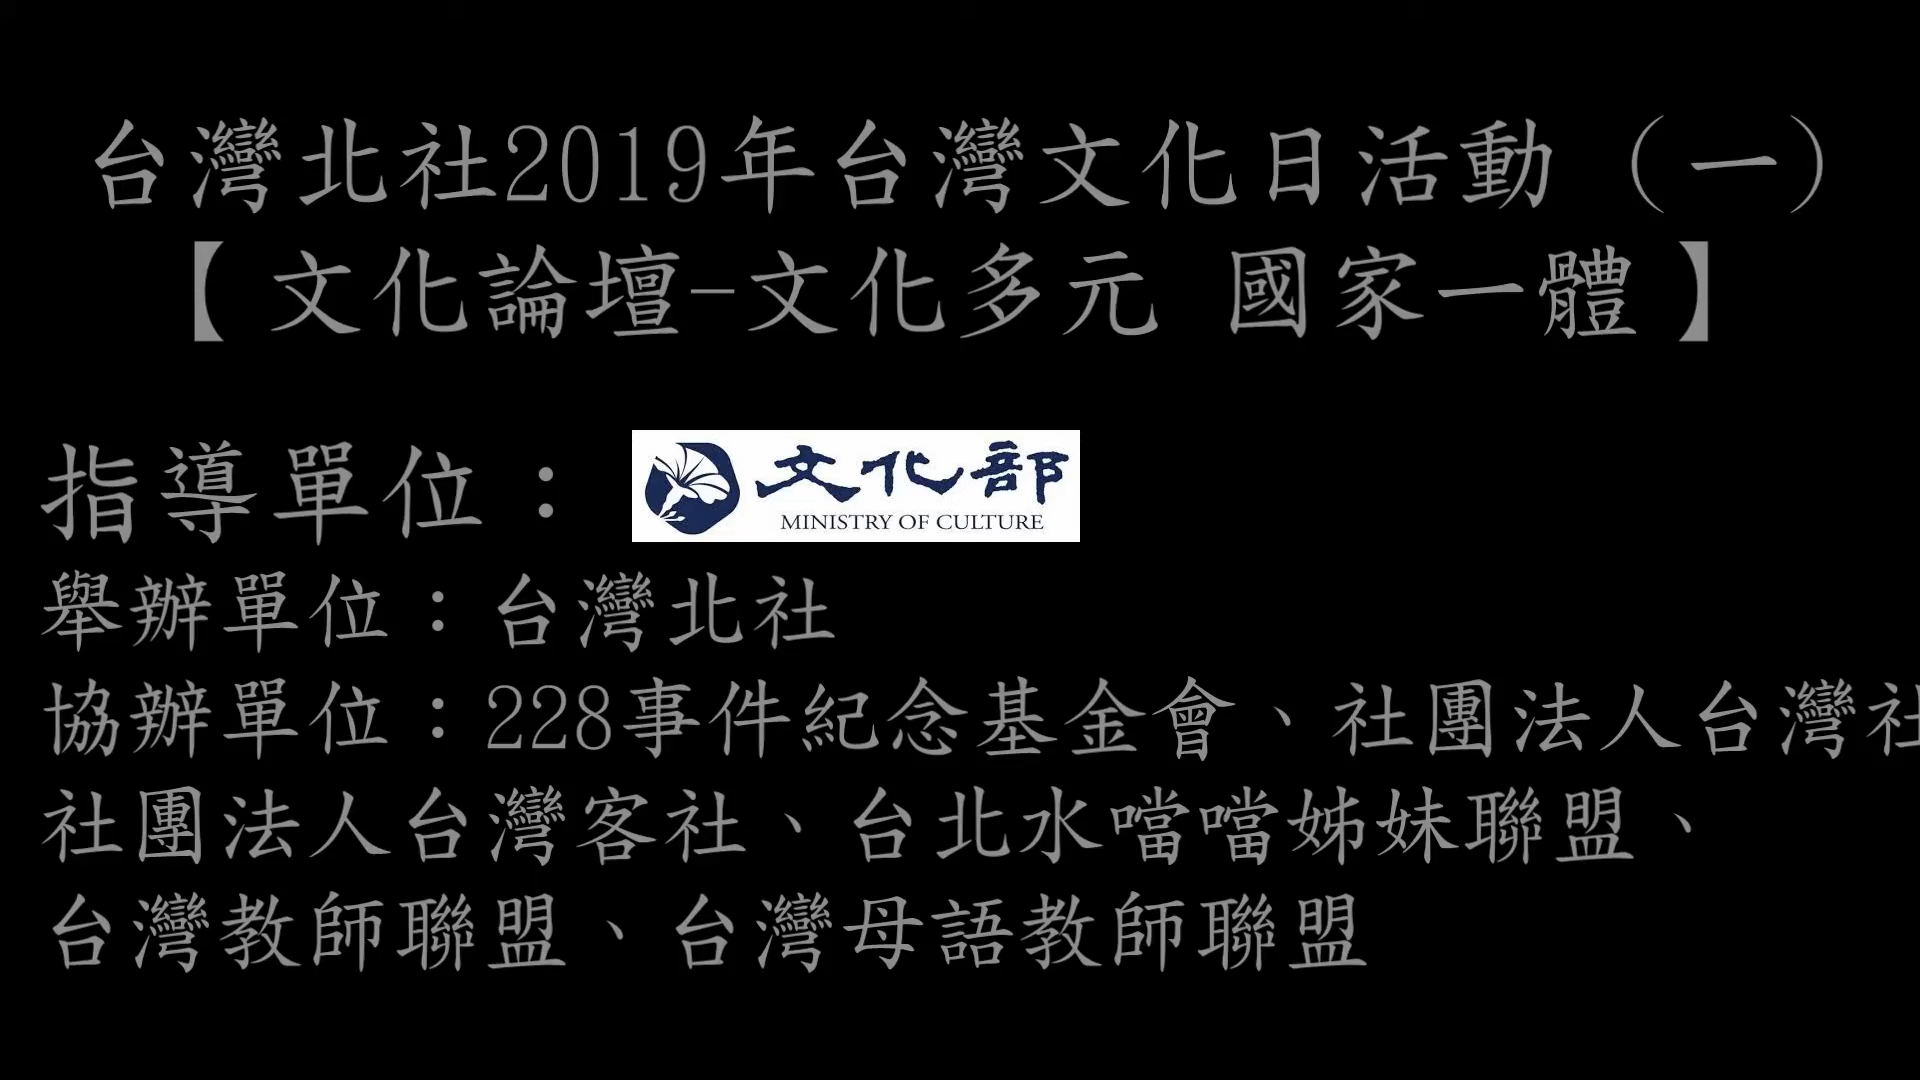 台灣北社2019年台灣文化日活動（一）
【文化論壇-文化多元 國家一體】
指導單位：文化部
MINISTRY OF CULTURE
舉辦單位：台灣北社
協辦單位：228事件紀念基金會、社團法人台灣社
社團法人台灣客社、台北水噹噹姊妹聯盟、
台灣教師聯盟、台灣母語教師聯盟